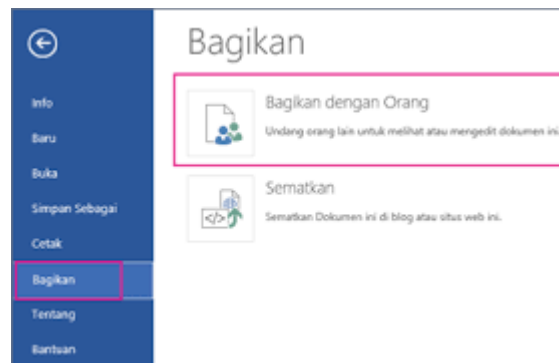 Bagikan
Info
Baru
Buka
Simpan Sebagai
Cetak
Bagikan
Tentang
Bantuan
Bagikan dengan Orang
Undang orang lain untuk melihat atau mengedit dokumen ini.
Sematkan
Sematkan Dokumen ini di blog atau situs web ini.